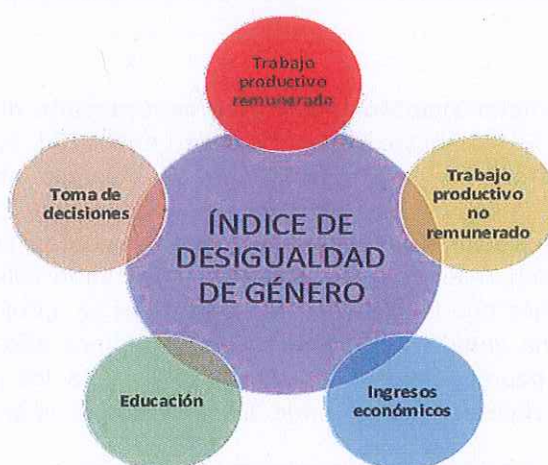 Trabajo
productivo
remunerado
Toma de
decisiones
Trabajo
productivo
no
remunerado
ÍNDICE DE
DESIGUALDAD
DE GÉNERO
Educación
Ingresos
económicos